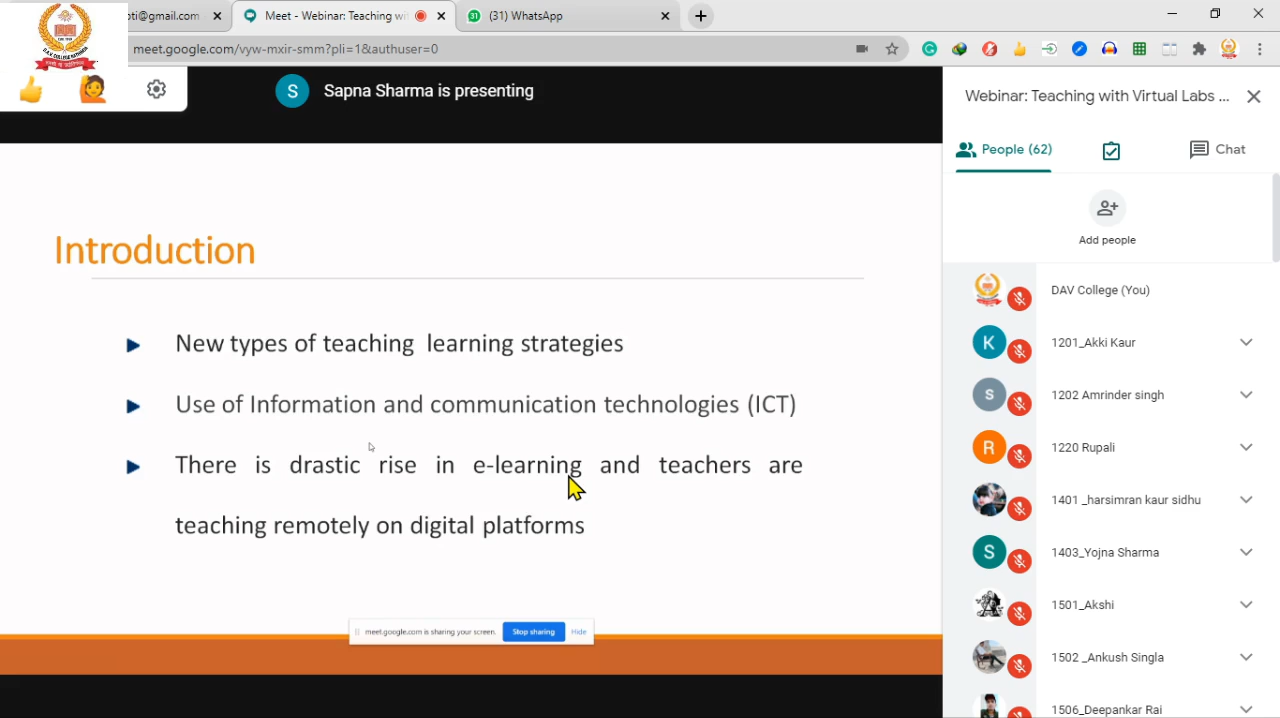 oti@gmail.com
Meet - Webinar: Teaching wit
(31) WhatsApp
meet.google.com/vyw-mxir-smm?pli=1&authuser=0
S
Sapna Sharma is presenting
Webinar: Teaching with Virtual Labs ...
People (62)
Chat
Add people
Introduction
New types of teaching learning strategies
Use of Information and communication technologies (ICT)
There is drastic rise in e-learning and teachers are
teaching remotely on digital platforms
meet.google.com is sharing your screen.
Stop sharing
Hide
DAV College (You)
K
1201_Akki Kaur
s
1202 Amrinder singh
R
1220 Rupali
1401 _harsimran kaur sidhu
S
1403_Yojna Sharma
1501_Akshi
1502 _Ankush Singla
1506_Deepankar Rai